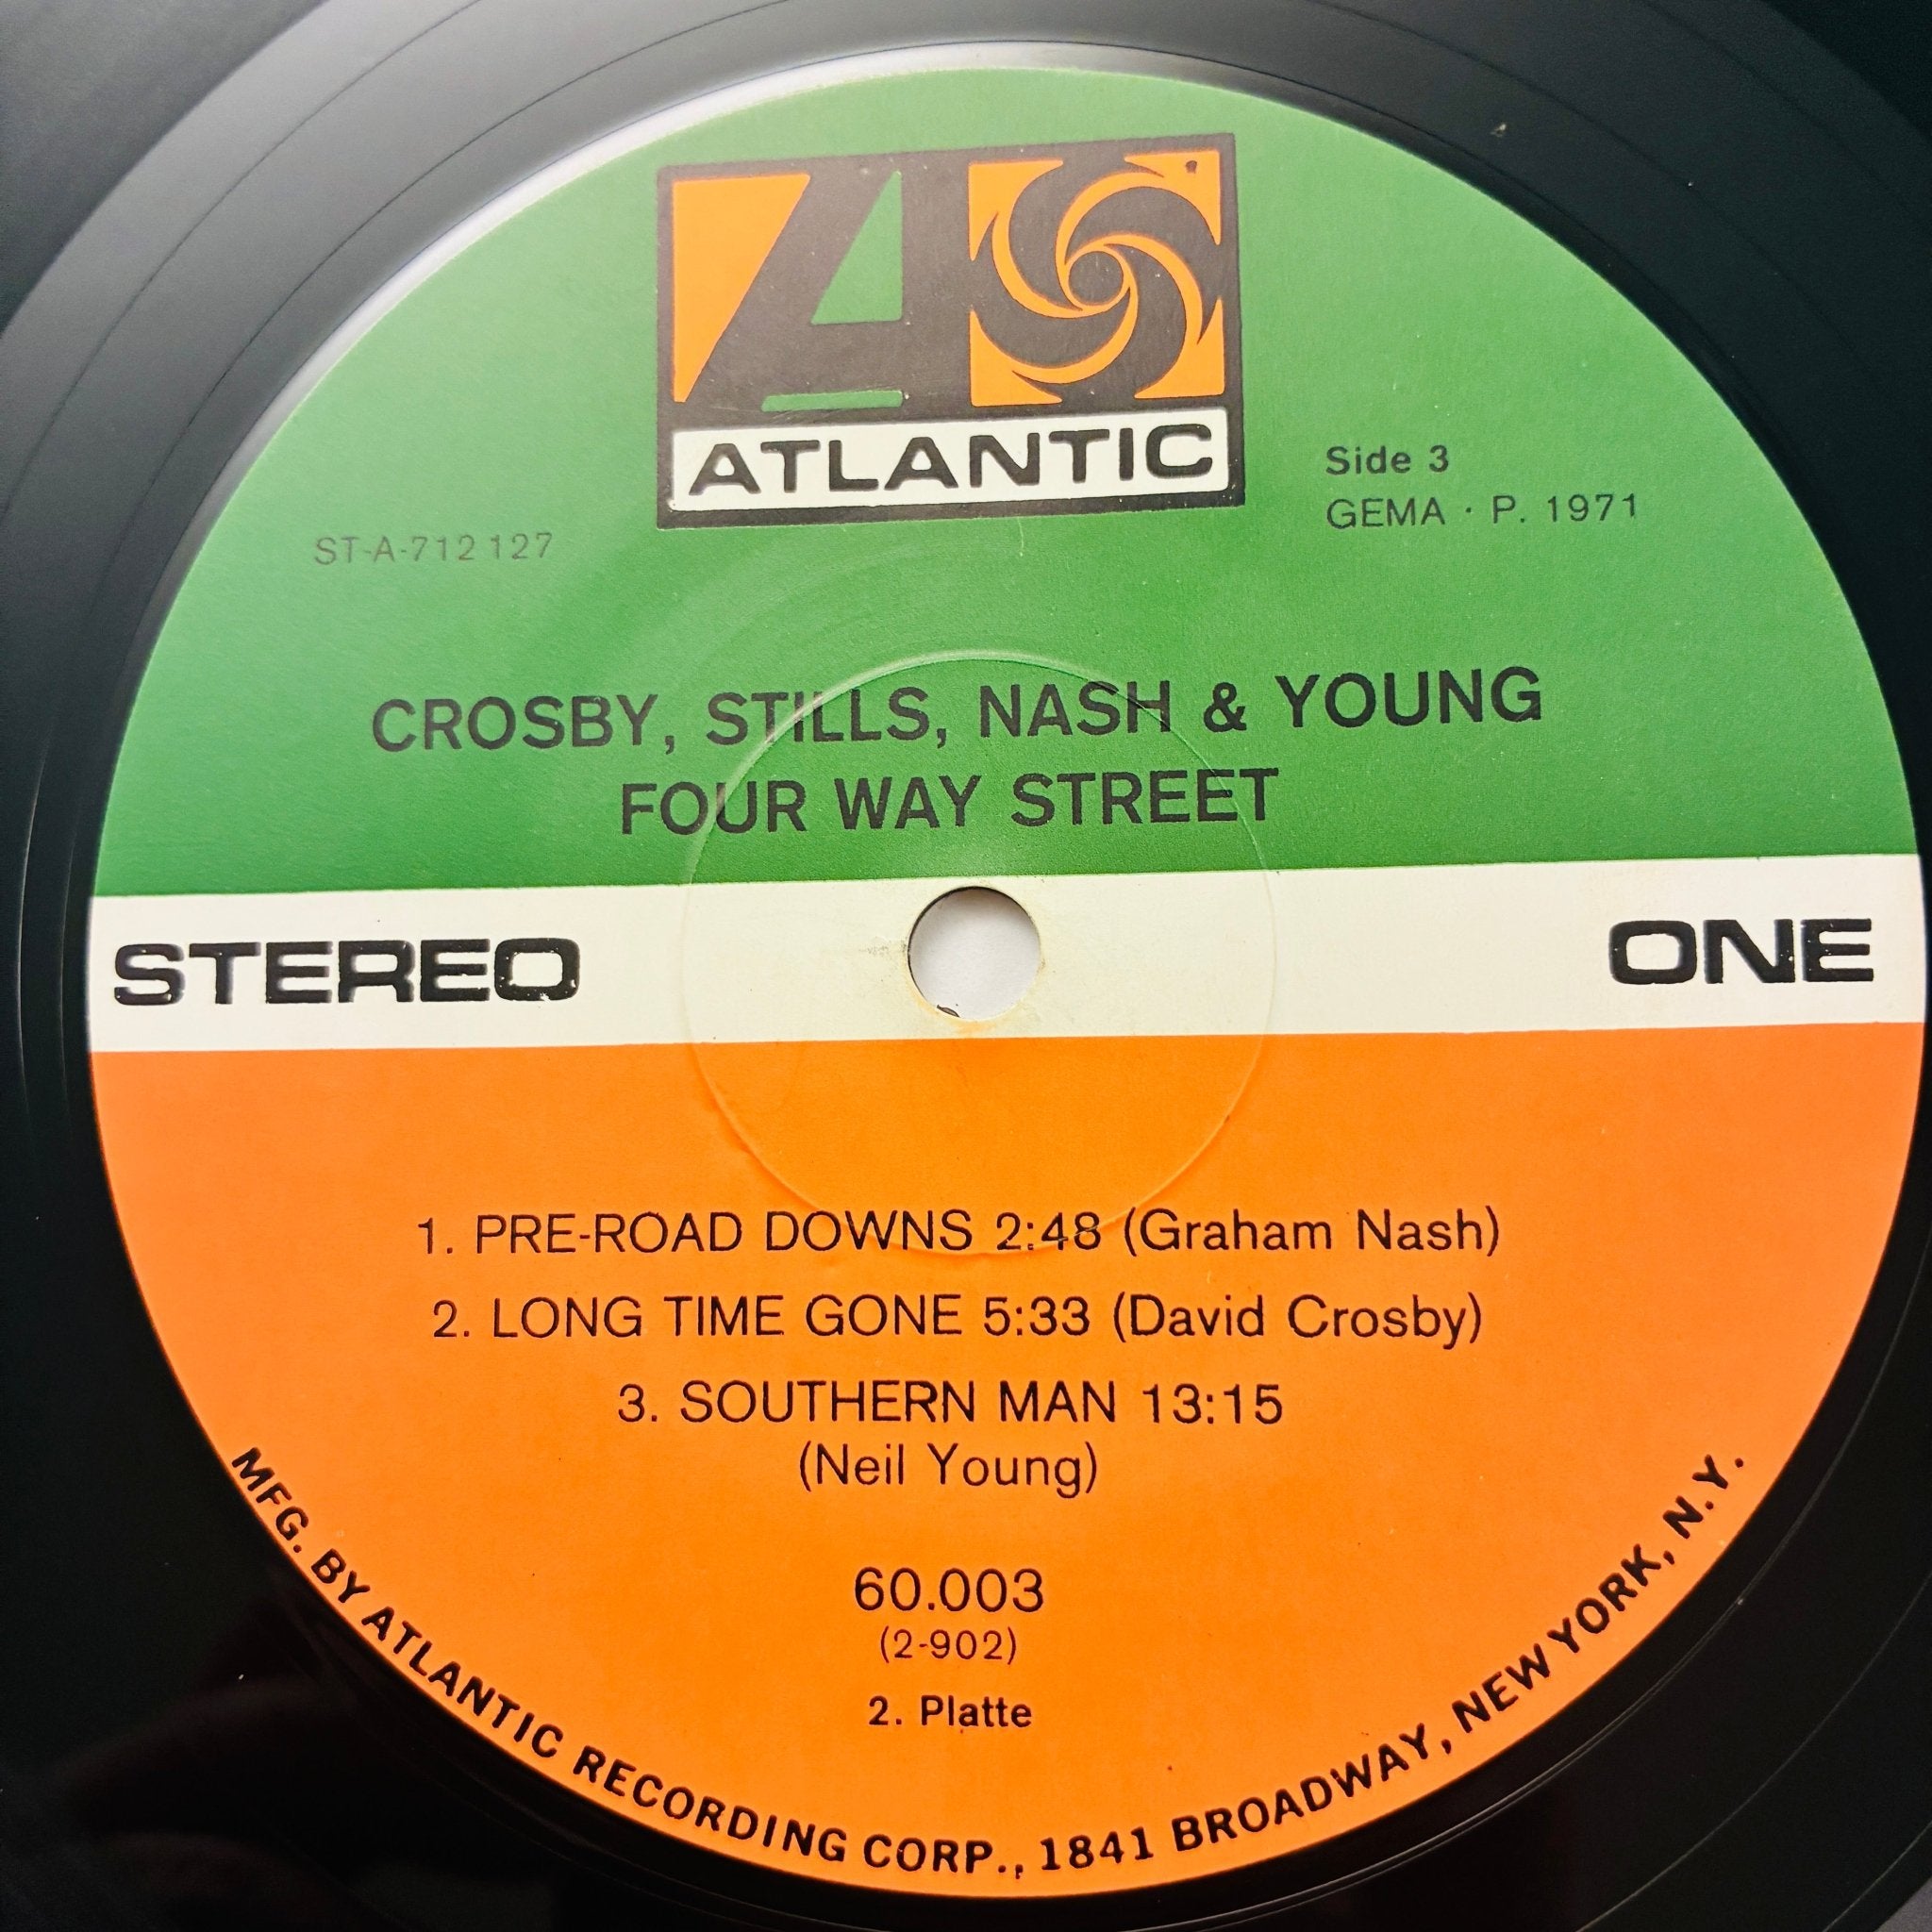 ATLANTIC
Side 3
GEMA · P. 1971
ST-A-712 127
CROSBY, STILLS, NASH & YOUNG
FOUR WAY STREET
STEREO ONE
1. PRE-ROAD DOWNS 2:48 (Graham Nash)
2. LONG TIME GONE 5:33 (David Crosby)
3. SOUTHERN MAN 13:15
(Neil Young)
60.003
(2-902)
2. Platte
MFG. BY ATLANTIC RECORDING CORP., 1841 BROADWAY, NEW YORK, N.Y.